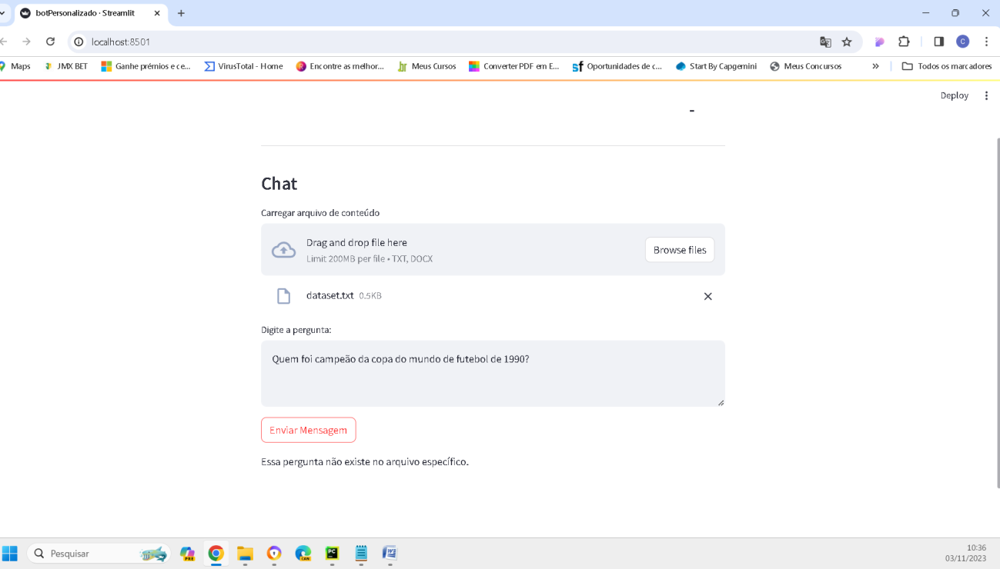 botPersonalizado · Streamlit
localhost:8501
Maps
JMX BET
Ganhe prémios e ce...
VirusTotal - Home
Encontre as melhor...
Meus Cursos
Converter PDF em E...
Oportunidades de c...
Start By Capgemini
Meus Concursos
Todos os marcadores
Deploy
Chat
Carregar arquivo de conteúdo
Drag and drop file here
Limit 200MB per file • TXT, DOCX
Browse files
dataset.txt 0.5KB
Digite a pergunta:
Quem foi campeão da copa do mundo de futebol de 1990?
Enviar Mensagem
Essa pergunta não existe no arquivo específico.
Pesquisar
10:36
03/11/2023